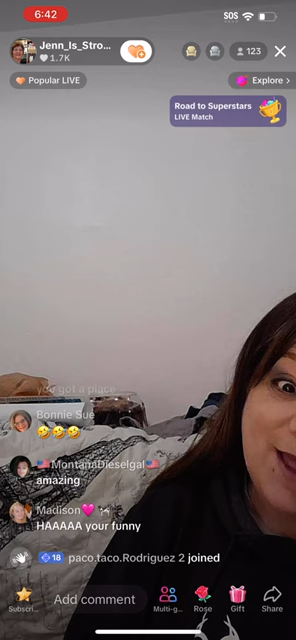 6:42
SOS
Jenn_Is_Stro...
1.7K
123
Popular LIVE
Explore >
Road to Superstars
LIVE Match
you got a place
Bonnie Sue
🤣🤣🤣
🇺🇸MontanaDieselgal🇺🇸
amazing
Madison🩷
HAAAAA your funny
18 paco.taco.Rodriguez 2 joined
Subscri...
Add comment
Multi-g...
Rose
Gift
Share